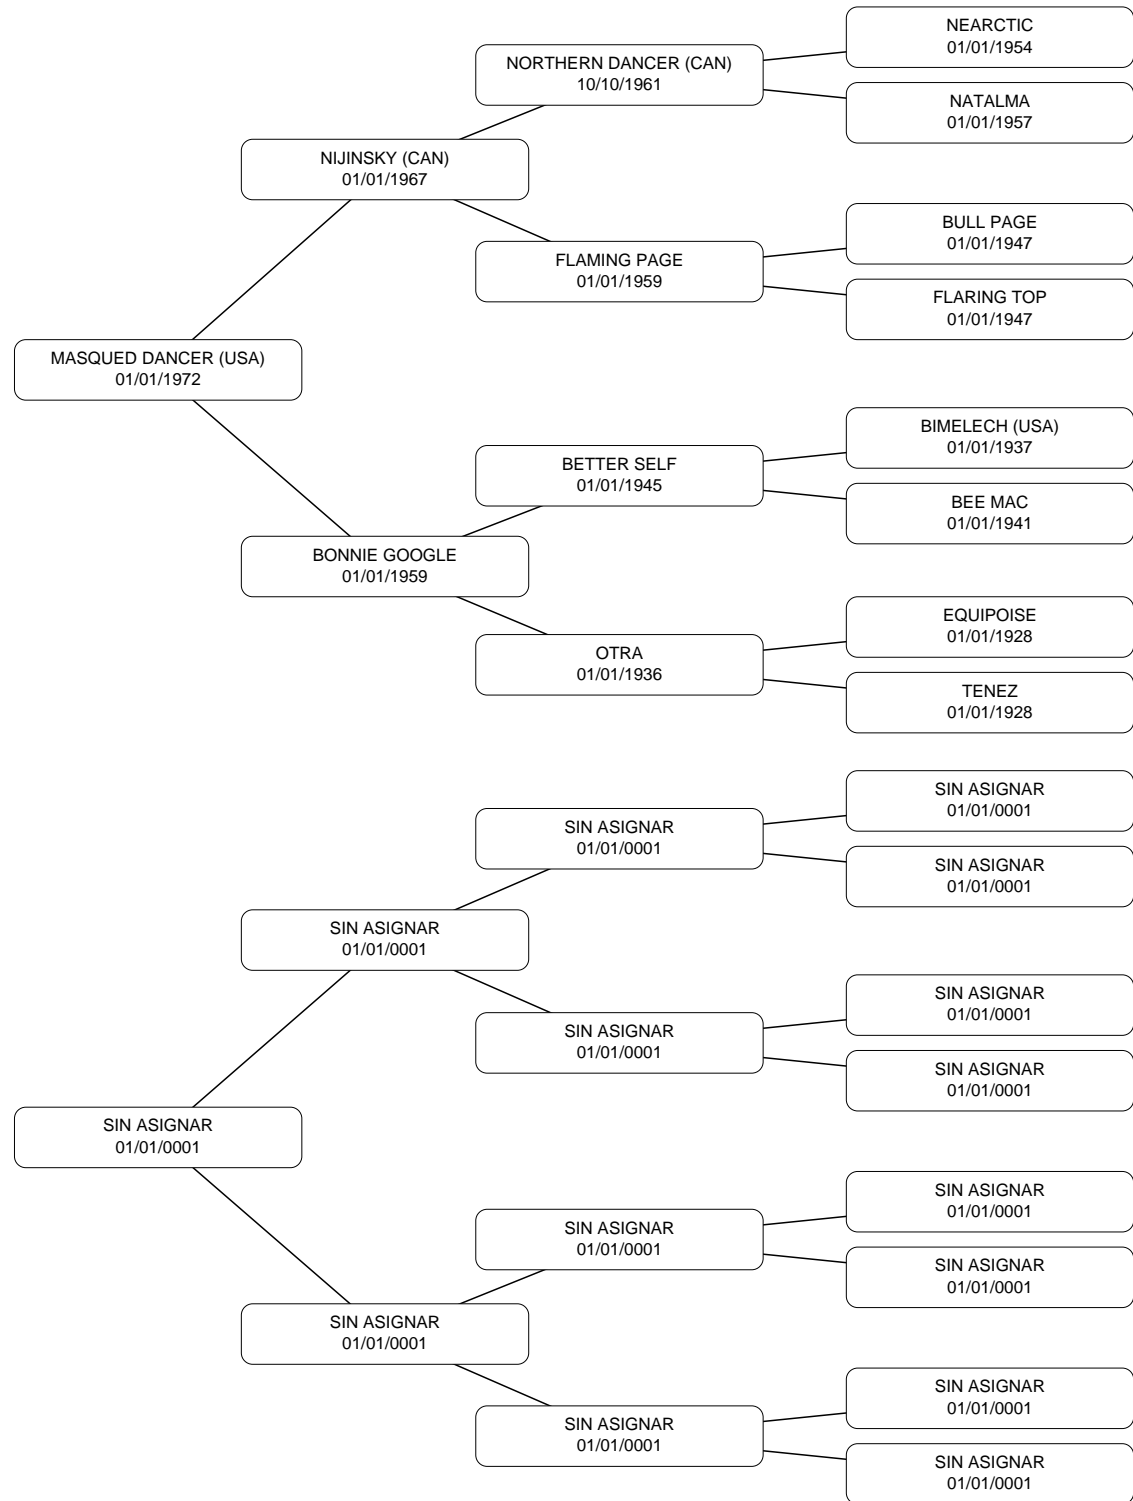 NEARCTIC
01/01/1954
NORTHERN DANCER (CAN)
10/10/1961
NATALMA
01/01/1957
NIJINSKY (CAN)
01/01/1967
BULL PAGE
01/01/1947
FLAMING PAGE
01/01/1959
FLARING TOP
01/01/1947
MASQUED DANCER (USA)
01/01/1972
BIMELECH (USA)
01/01/1937
BETTER SELF
01/01/1945
BEE MAC
01/01/1941
BONNIE GOOGLE
01/01/1959
EQUIPOISE
01/01/1928
OTRA
01/01/1936
TENEZ
01/01/1928
SIN ASIGNAR
01/01/0001
SIN ASIGNAR
01/01/0001
SIN ASIGNAR
01/01/0001
SIN ASIGNAR
01/01/0001
SIN ASIGNAR
01/01/0001
SIN ASIGNAR
01/01/0001
SIN ASIGNAR
01/01/0001
SIN ASIGNAR
01/01/0001
SIN ASIGNAR
01/01/0001
SIN ASIGNAR
01/01/0001
SIN ASIGNAR
01/01/0001
SIN ASIGNAR
01/01/0001
SIN ASIGNAR
01/01/0001
SIN ASIGNAR
01/01/0001
SIN ASIGNAR
01/01/0001